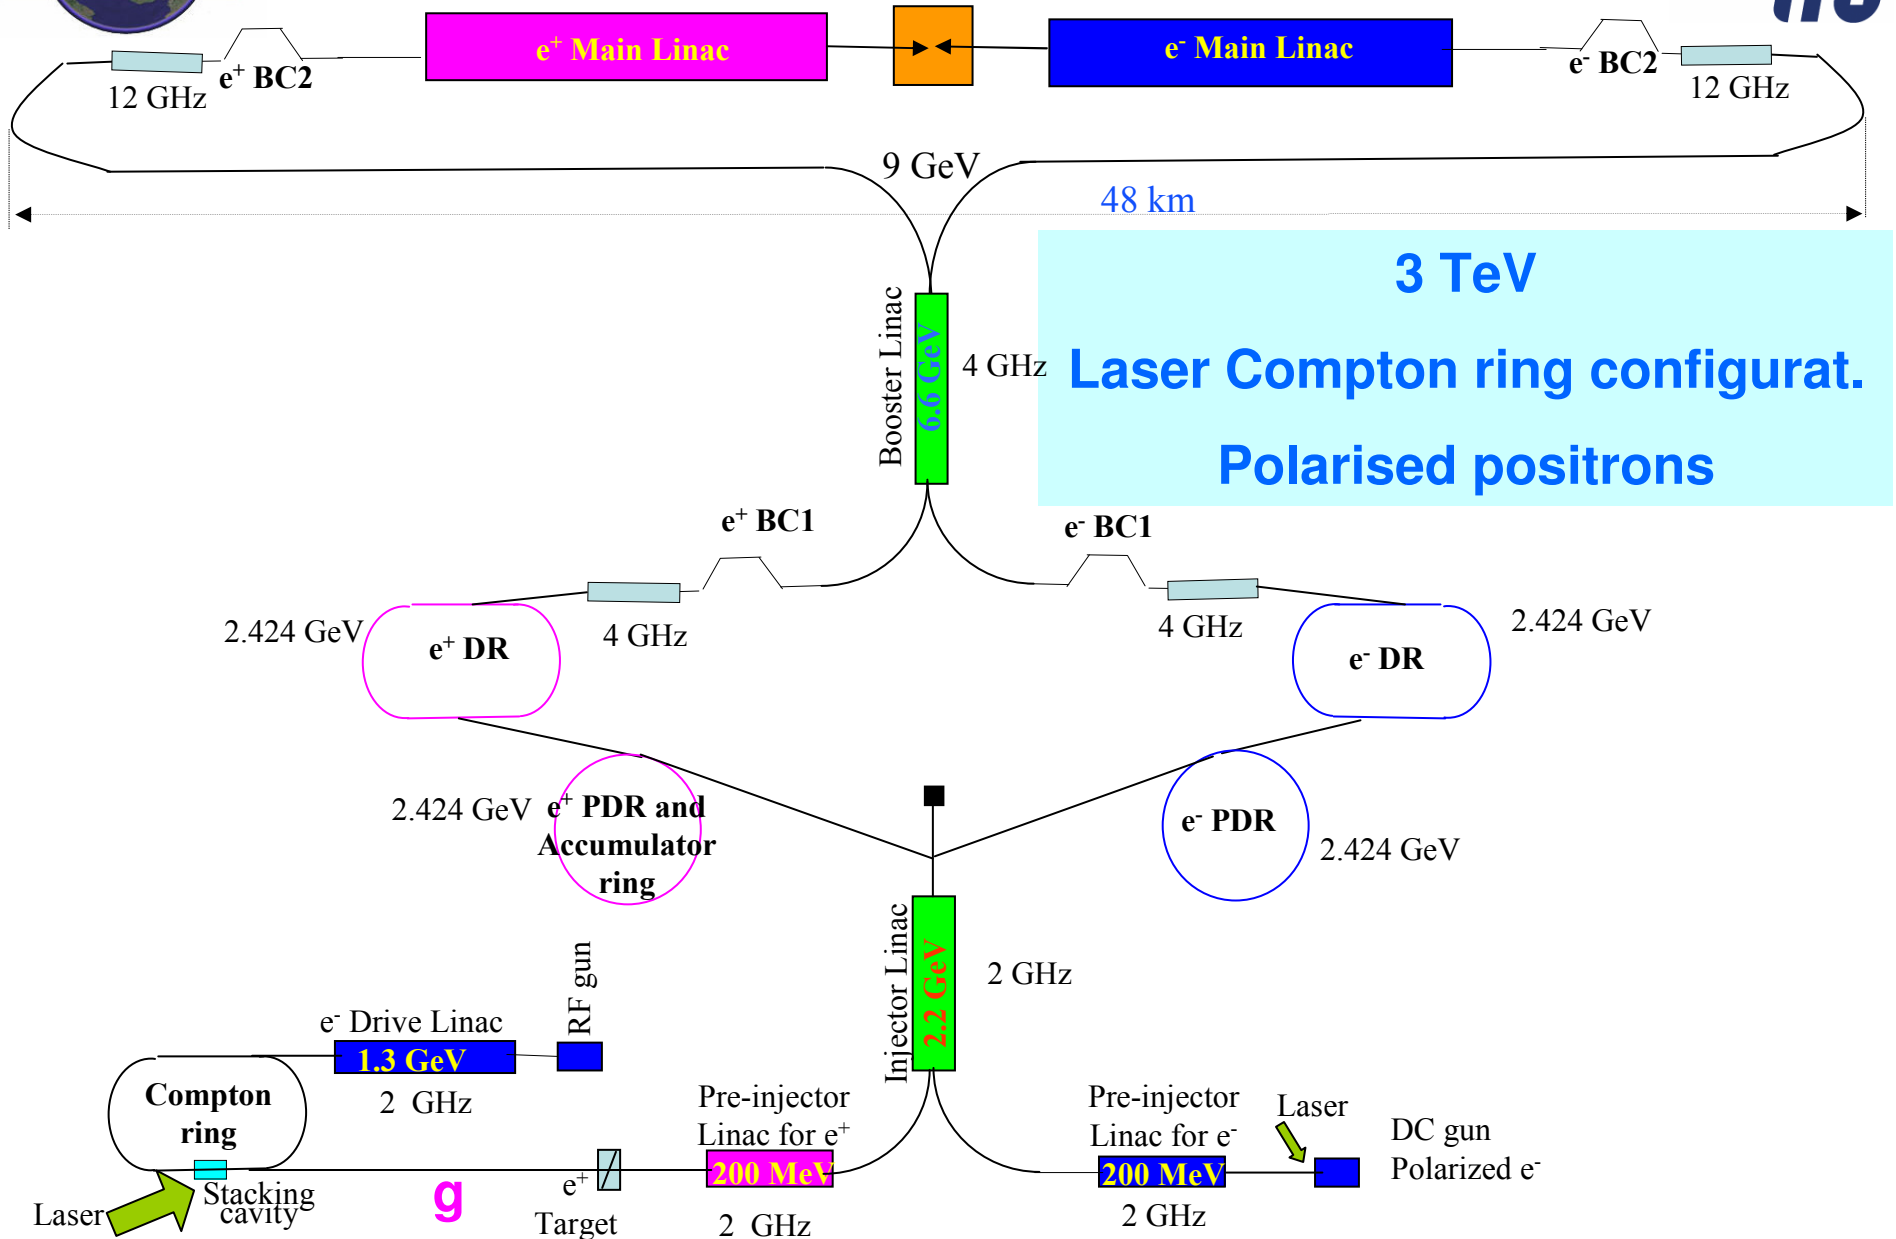 e⁺ Main Linac
e⁻ Main Linac
e⁺ BC2
e⁻ BC2
12 GHz
12 GHz
9 GeV
48 km
3 TeV
Laser Compton ring configurat.
Polarised positrons
Booster Linac
6.6 GeV
4 GHz
e⁺ BC1
e⁻ BC1
2.424 GeV
e⁺ DR
4 GHz
4 GHz
e⁻ DR
2.424 GeV
2.424 GeV
e⁺ PDR and
Accumulator
ring
e⁻ PDR
2.424 GeV
Injector Linac
2.2 GeV
2 GHz
RF gun
e⁻ Drive Linac
1.3 GeV
2 GHz
Compton
ring
Laser
Stacking
cavity
g
e⁺
Target
Pre-injector
Linac for e⁺
200 MeV
2 GHz
Pre-injector
Linac for e⁻
200 MeV
2 GHz
Laser
DC gun
Polarized e⁻